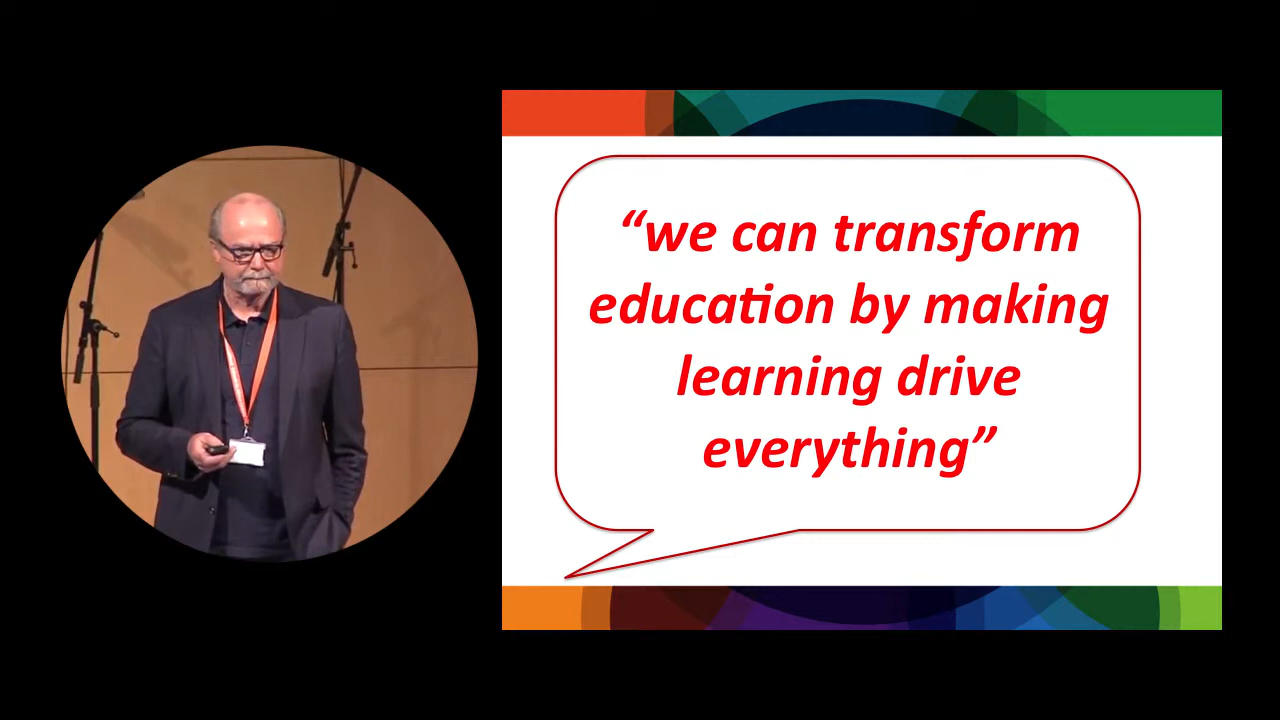 “we can transform
education by making
learning drive
everything”